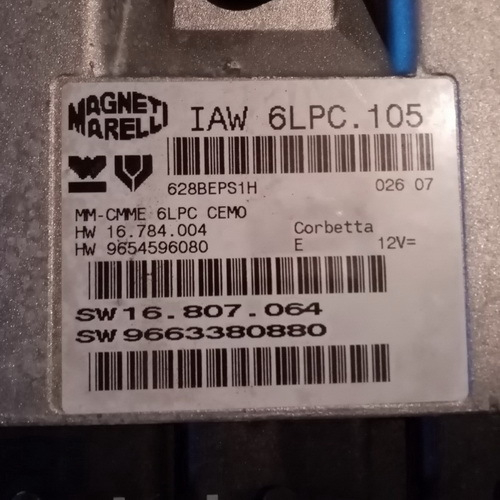 MAGNETI
MARELLI
IAW 6LPC.105
628BEPS1H 026 07
MM-CMME 6LPC CEMO
HW 16.784.004 Corbetta
HW 9654596080 E 12V=
SW 16.807.064
SW 9663380880